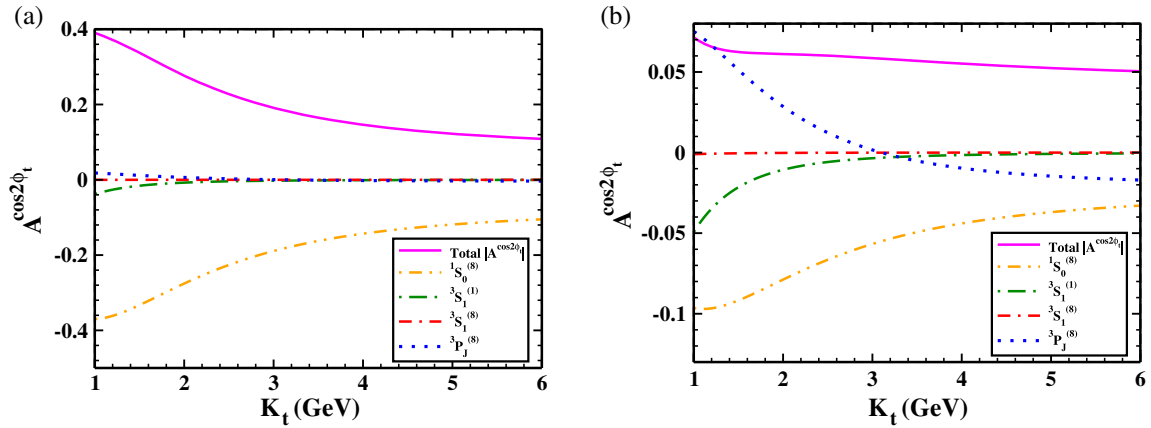 (a)
0.4
0.2
0
-0.2
-0.4
A^cos2ϕ_t
1 2 3 4 5 6
K_t (GeV)
Total |A^cos2ϕ_t|
^1S_0^(8)
^3S_1^(1)
^3S_1^(8)
^3P_J^(8)
(b)
0.05
0
-0.05
-0.1
A^cos2ϕ_t
1 2 3 4 5 6
K_t (GeV)
Total |A^cos2ϕ_t|
^1S_0^(8)
^3S_1^(1)
^3S_1^(8)
^3P_J^(8)